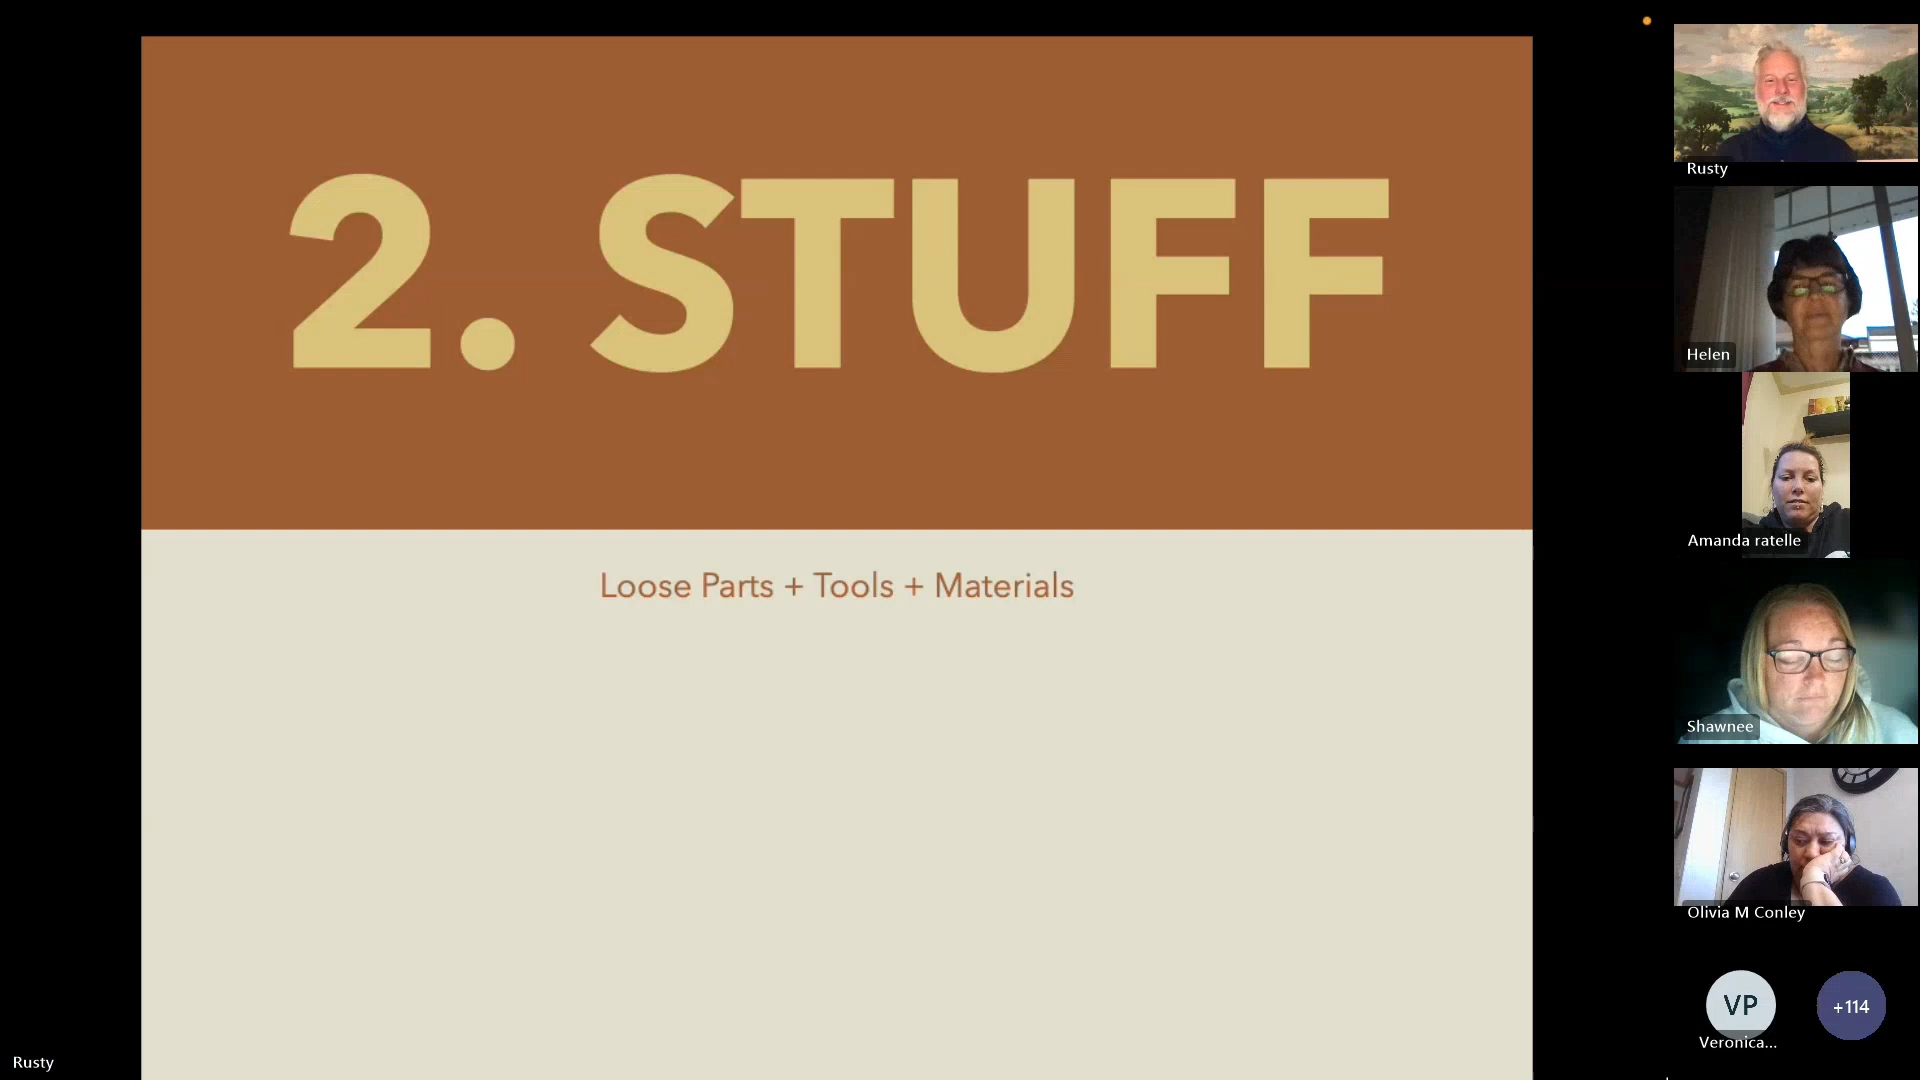 2. STUFF
Loose Parts + Tools + Materials
Rusty
Helen
Amanda ratelle
Shawnee
Olivia M Conley
VP
+114
Veronica...
Rusty